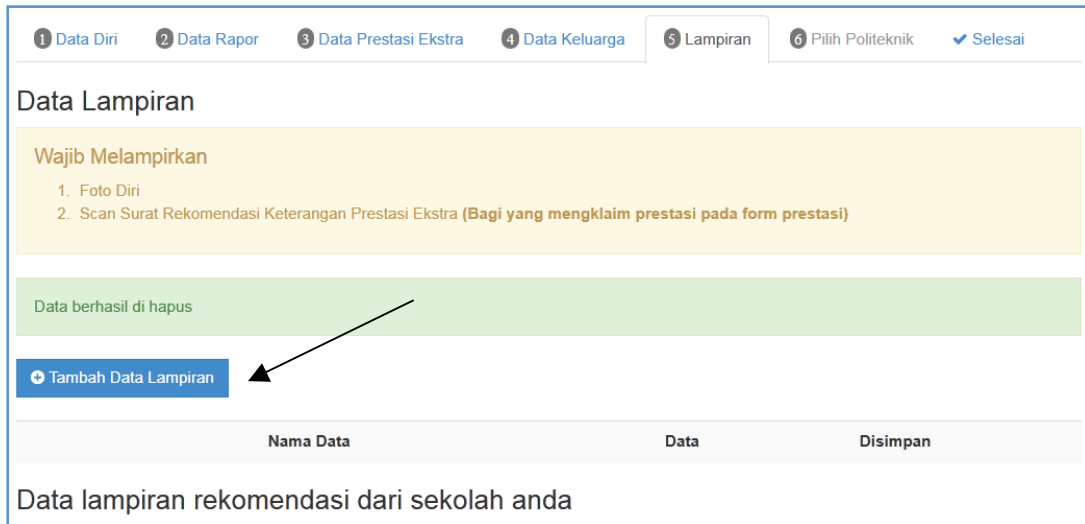 1 Data Diri 2 Data Rapor 3 Data Prestasi Ekstra 4 Data Keluarga 5 Lampiran 6 Pilih Politeknik Selesai
Data Lampiran
Wajib Melampirkan
1. Foto Diri
2. Scan Surat Rekomendasi Keterangan Prestasi Ekstra (Bagi yang mengklaim prestasi pada form prestasi)
Data berhasil di hapus
Tambah Data Lampiran
Nama Data Data Disimpan
Data lampiran rekomendasi dari sekolah anda